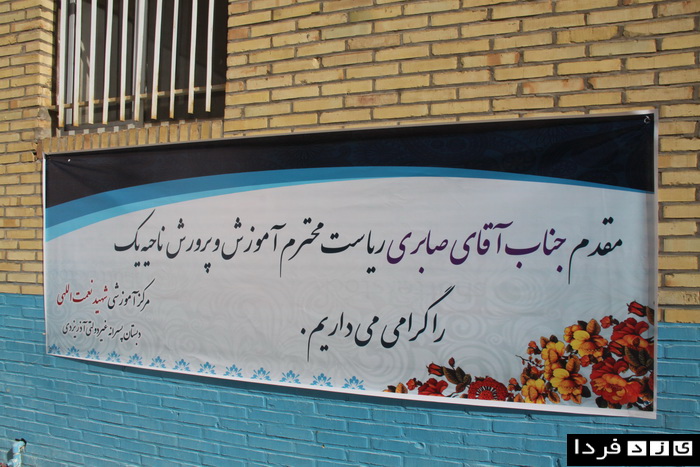 مقدم جناب آقای صابری ریاست محترم آموزش و پرورش ناحیه یک
را گرامی می داریم.
مرکز آموزشی شهید نعمت اللهی
دبستان پسرانه غیردولتی آذریزدی
یزد فردا